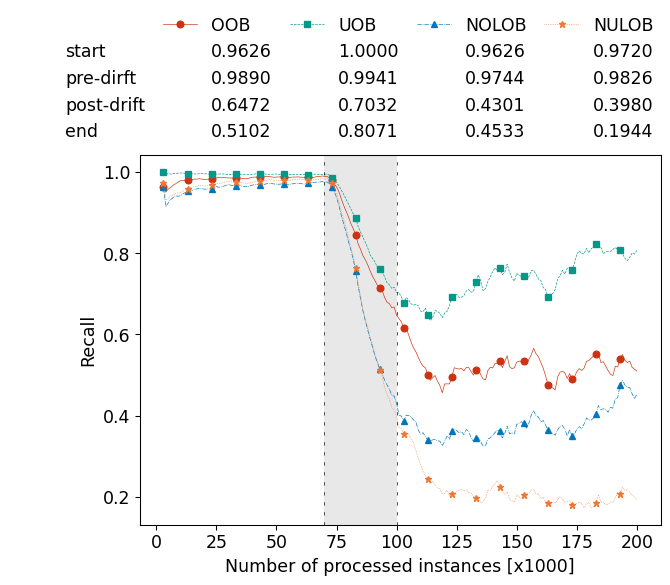 OOB UOB NOLOB NULOB
start 0.9626 1.0000 0.9626 0.9720
pre-dirft 0.9890 0.9941 0.9744 0.9826
post-drift 0.6472 0.7032 0.4301 0.3980
end 0.5102 0.8071 0.4533 0.1944
1.0
0.8
0.6
0.4
0.2
Recall
0 25 50 75 100 125 150 175 200
Number of processed instances [x1000]